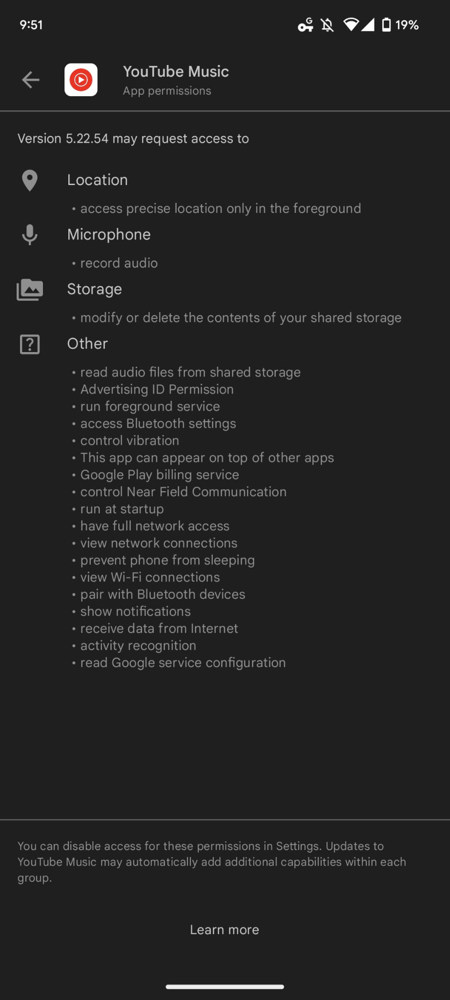 9:51
G
19%
YouTube Music
App permissions
Version 5.22.54 may request access to
Location
• access precise location only in the foreground
Microphone
• record audio
Storage
• modify or delete the contents of your shared storage
?
Other
• read audio files from shared storage
• Advertising ID Permission
• run foreground service
• access Bluetooth settings
• control vibration
• This app can appear on top of other apps
• Google Play billing service
• control Near Field Communication
• run at startup
• have full network access
• view network connections
• prevent phone from sleeping
• view Wi-Fi connections
• pair with Bluetooth devices
• show notifications
• receive data from Internet
• activity recognition
• read Google service configuration
You can disable access for these permissions in Settings. Updates to
YouTube Music may automatically add additional capabilities within each
group.
Learn more